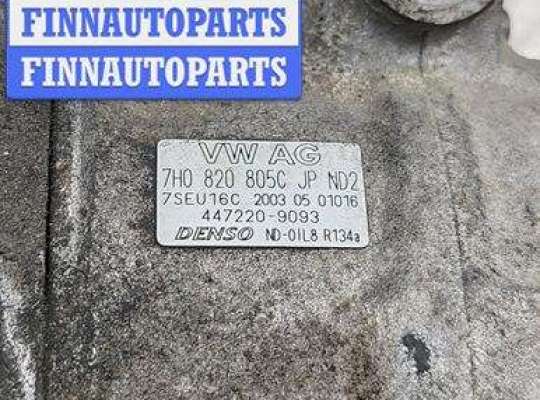 FINNAUTOPARTS
FINNAUTOPARTS
VW AG
7H0 820 805C JP ND2
7SEU16C 2003 05 01016
447220-9093
DENSO ND-OIL8 R134a